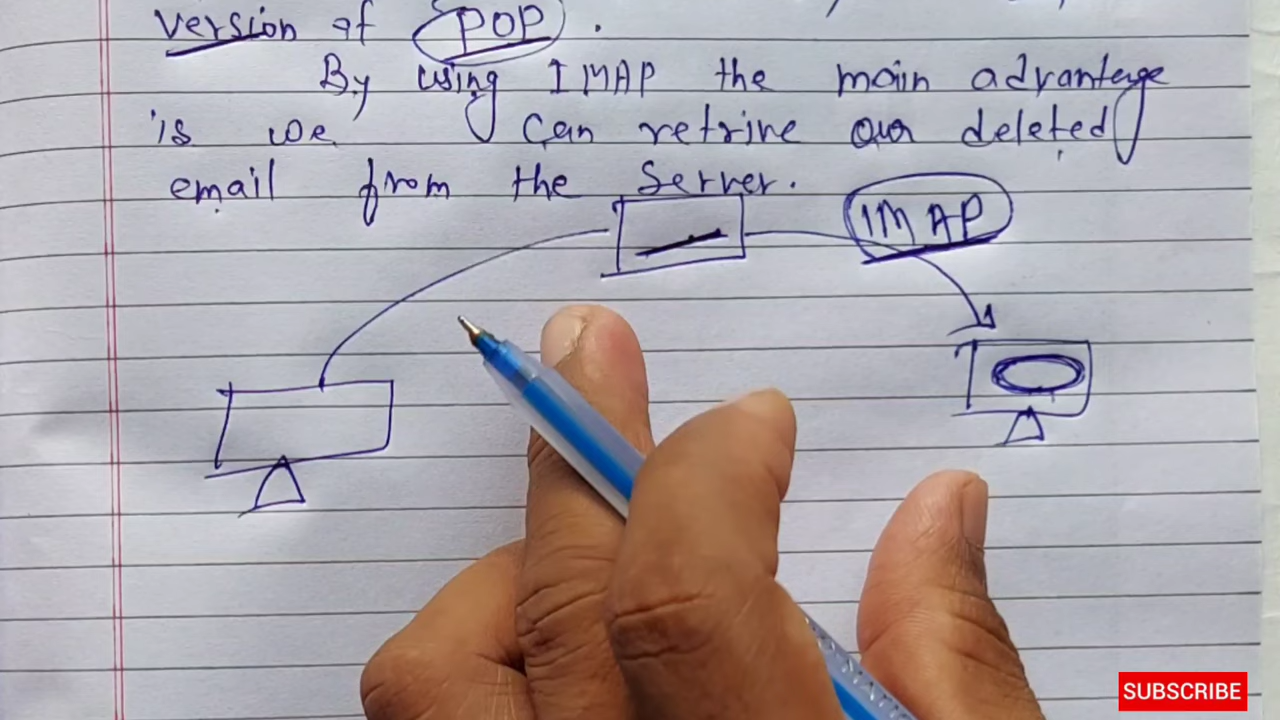 version of POP.
By using IMAP the main advantage
is we can retrive our deleted
email from the Server.
IMAP
SUBSCRIBE